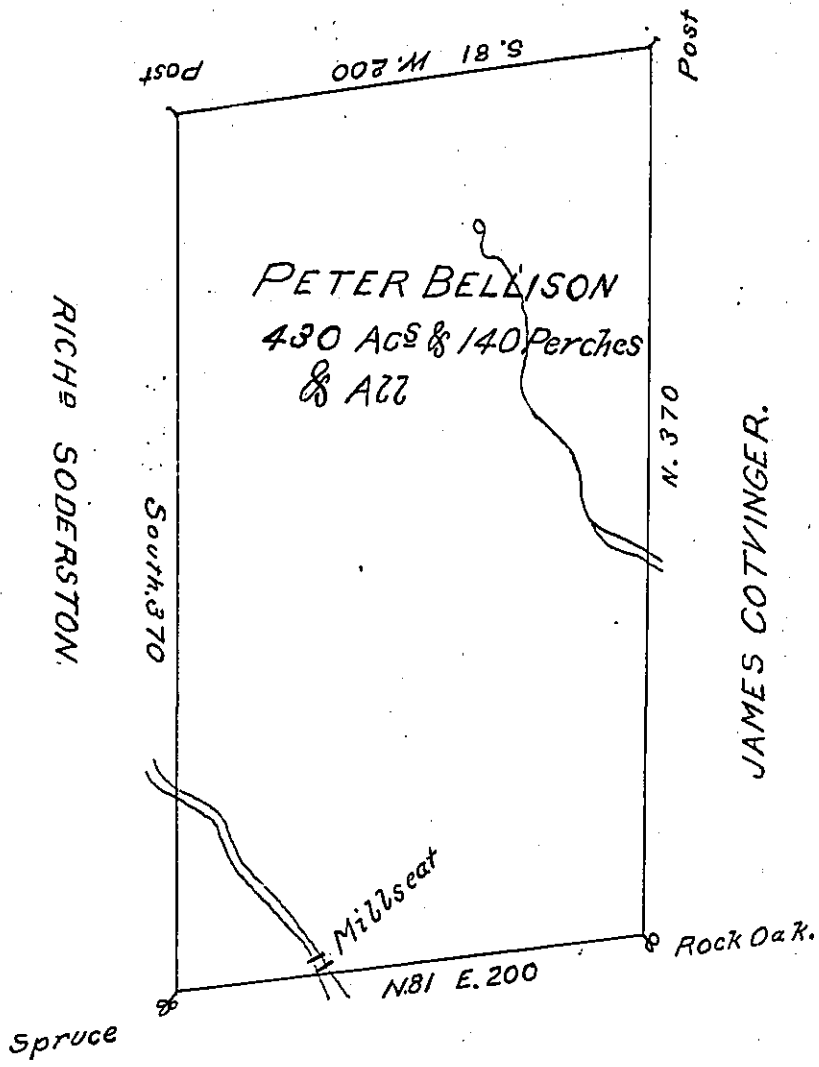 S. 81 W. 200
Post
Post
PETER BELLISON
430 Acs & 140 Perches
& All
RICHD SODERSTON.
South. 370
N. 370
JAMES COTVINGER.
Millseat
N.81 E. 200
Rock Oak.
Spruce